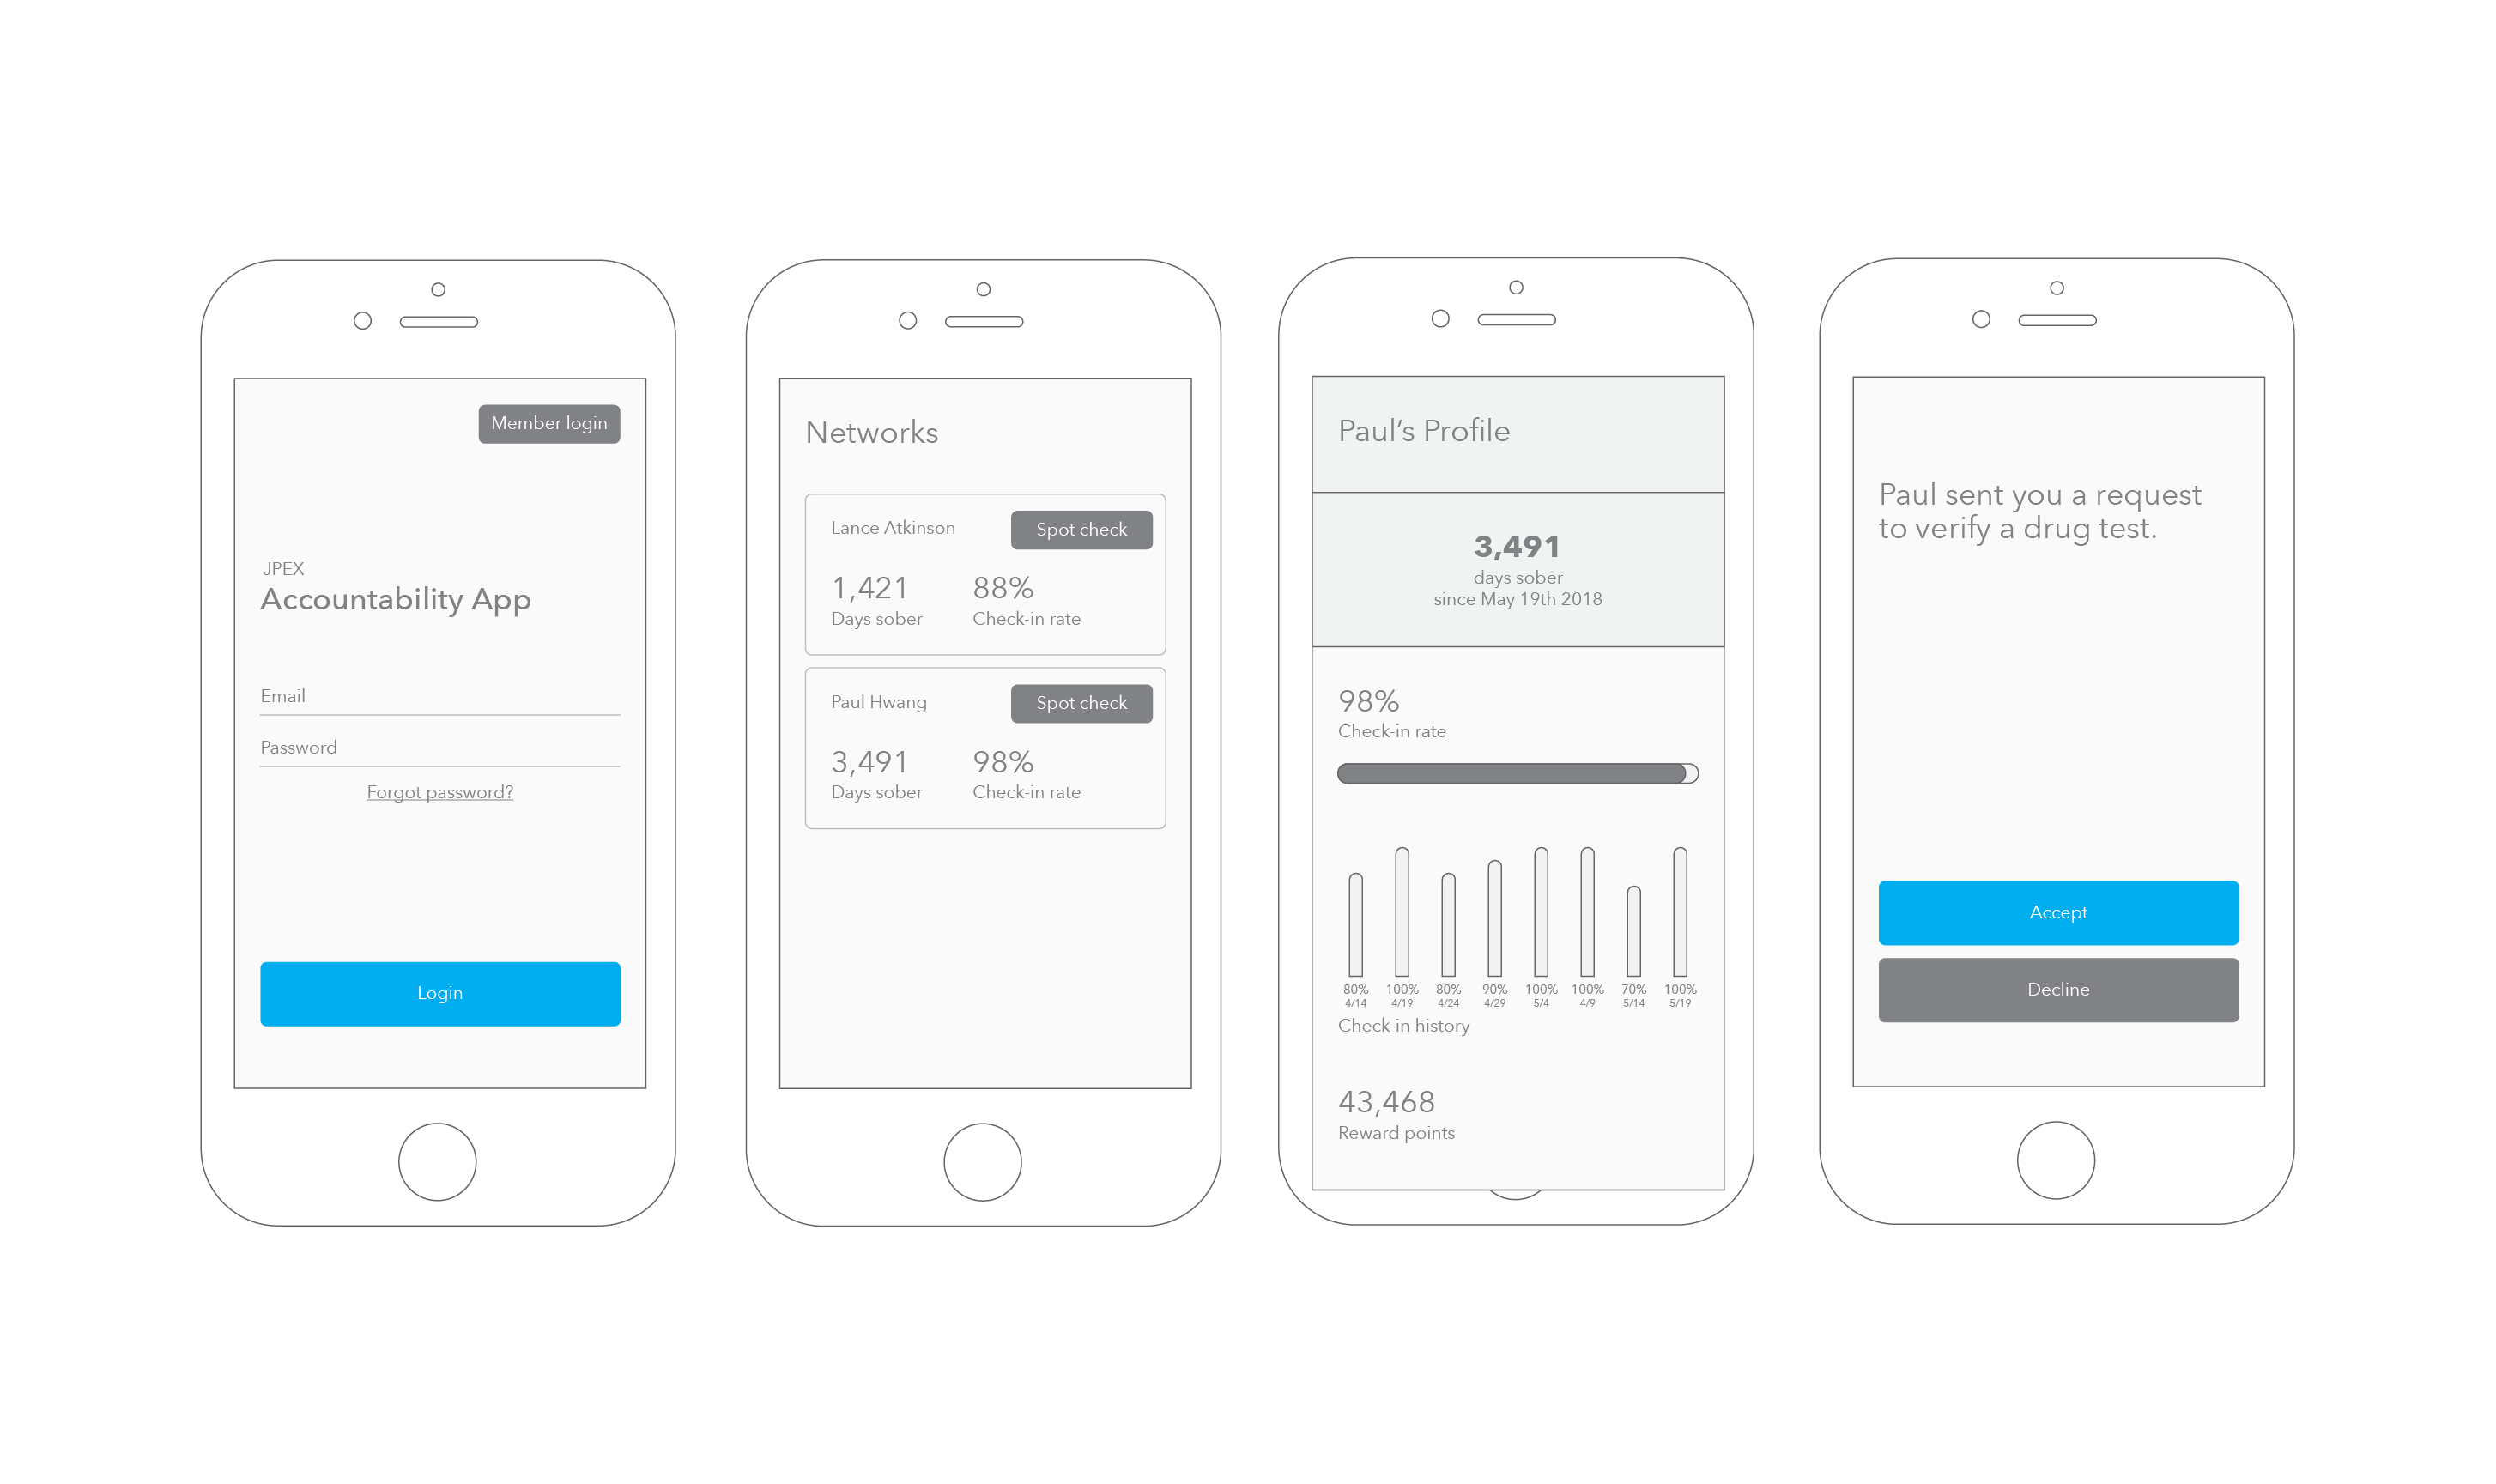 Member login
JPEX
Accountability App
Email
Password
Forgot password?
Login
Networks
Lance Atkinson
Spot check
1,421
88%
Days sober
Check-in rate
Paul Hwang
Spot check
3,491
98%
Days sober
Check-in rate
Paul’s Profile
3,491
days sober
since May 19th 2018
98%
Check-in rate
80% 100% 80% 90% 100% 100% 70% 100%
4/14 4/19 4/24 4/29 5/4 4/9 5/14 5/19
Check-in history
43,468
Reward points
Paul sent you a request
to verify a drug test.
Accept
Decline